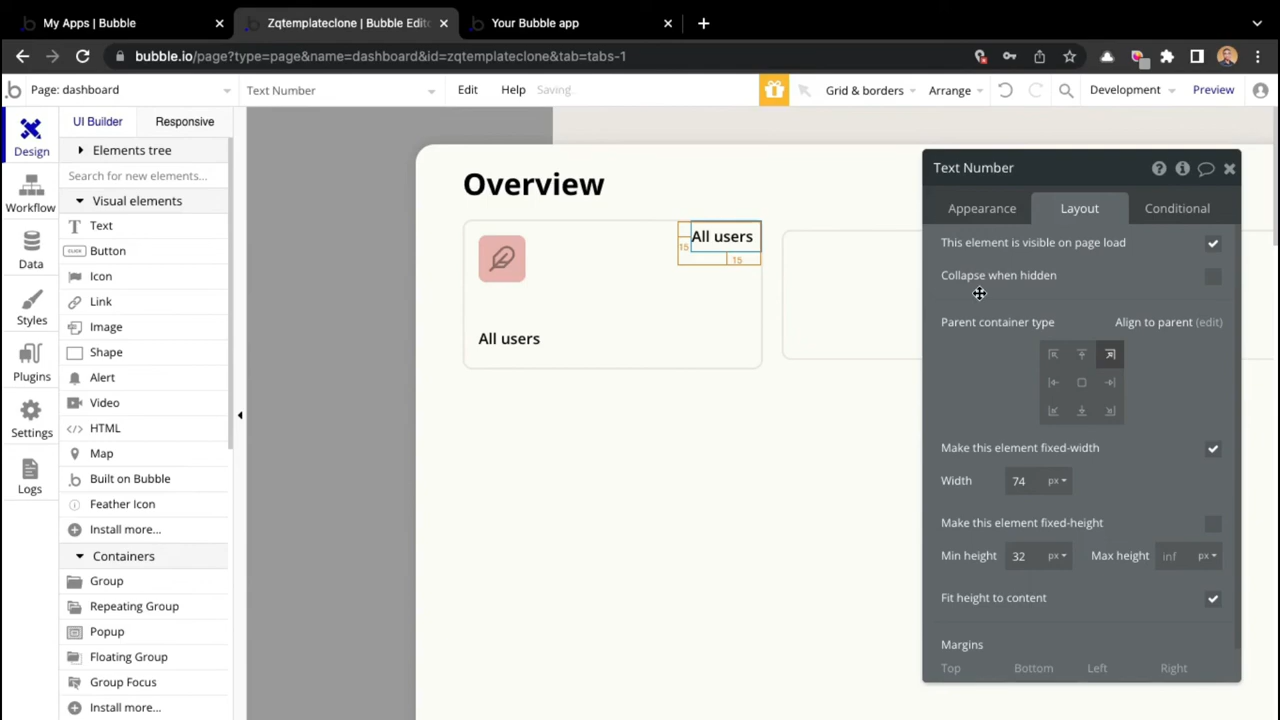 My Apps | Bubble
Zqtemplateclone | Bubble Edito
Your Bubble app
bubble.io/page?type=page&name=dashboard&id=zqtemplateclone&tab=tabs-1
Page: dashboard
Text Number
Edit
Help
Saving
Grid & borders
Arrange
Development
Preview
Design
Workflow
Data
Styles
Plugins
Settings
Logs
UI Builder
Responsive
Elements tree
Search for new elements...
Visual elements
Text
CLICK
Button
Icon
Link
Image
Shape
Alert
Video
</>
HTML
Map
Built on Bubble
Feather Icon
Install more...
Containers
Group
Repeating Group
Popup
Floating Group
Group Focus
Install more...
Overview
All users
15
15
All users
Text Number
Appearance
Layout
Conditional
This element is visible on page load
Collapse when hidden
Parent container type
Align to parent (edit)
Make this element fixed-width
Width
74
px
Make this element fixed-height
Min height
32
px
Max height
inf
px
Fit height to content
Margins
Top
Bottom
Left
Right